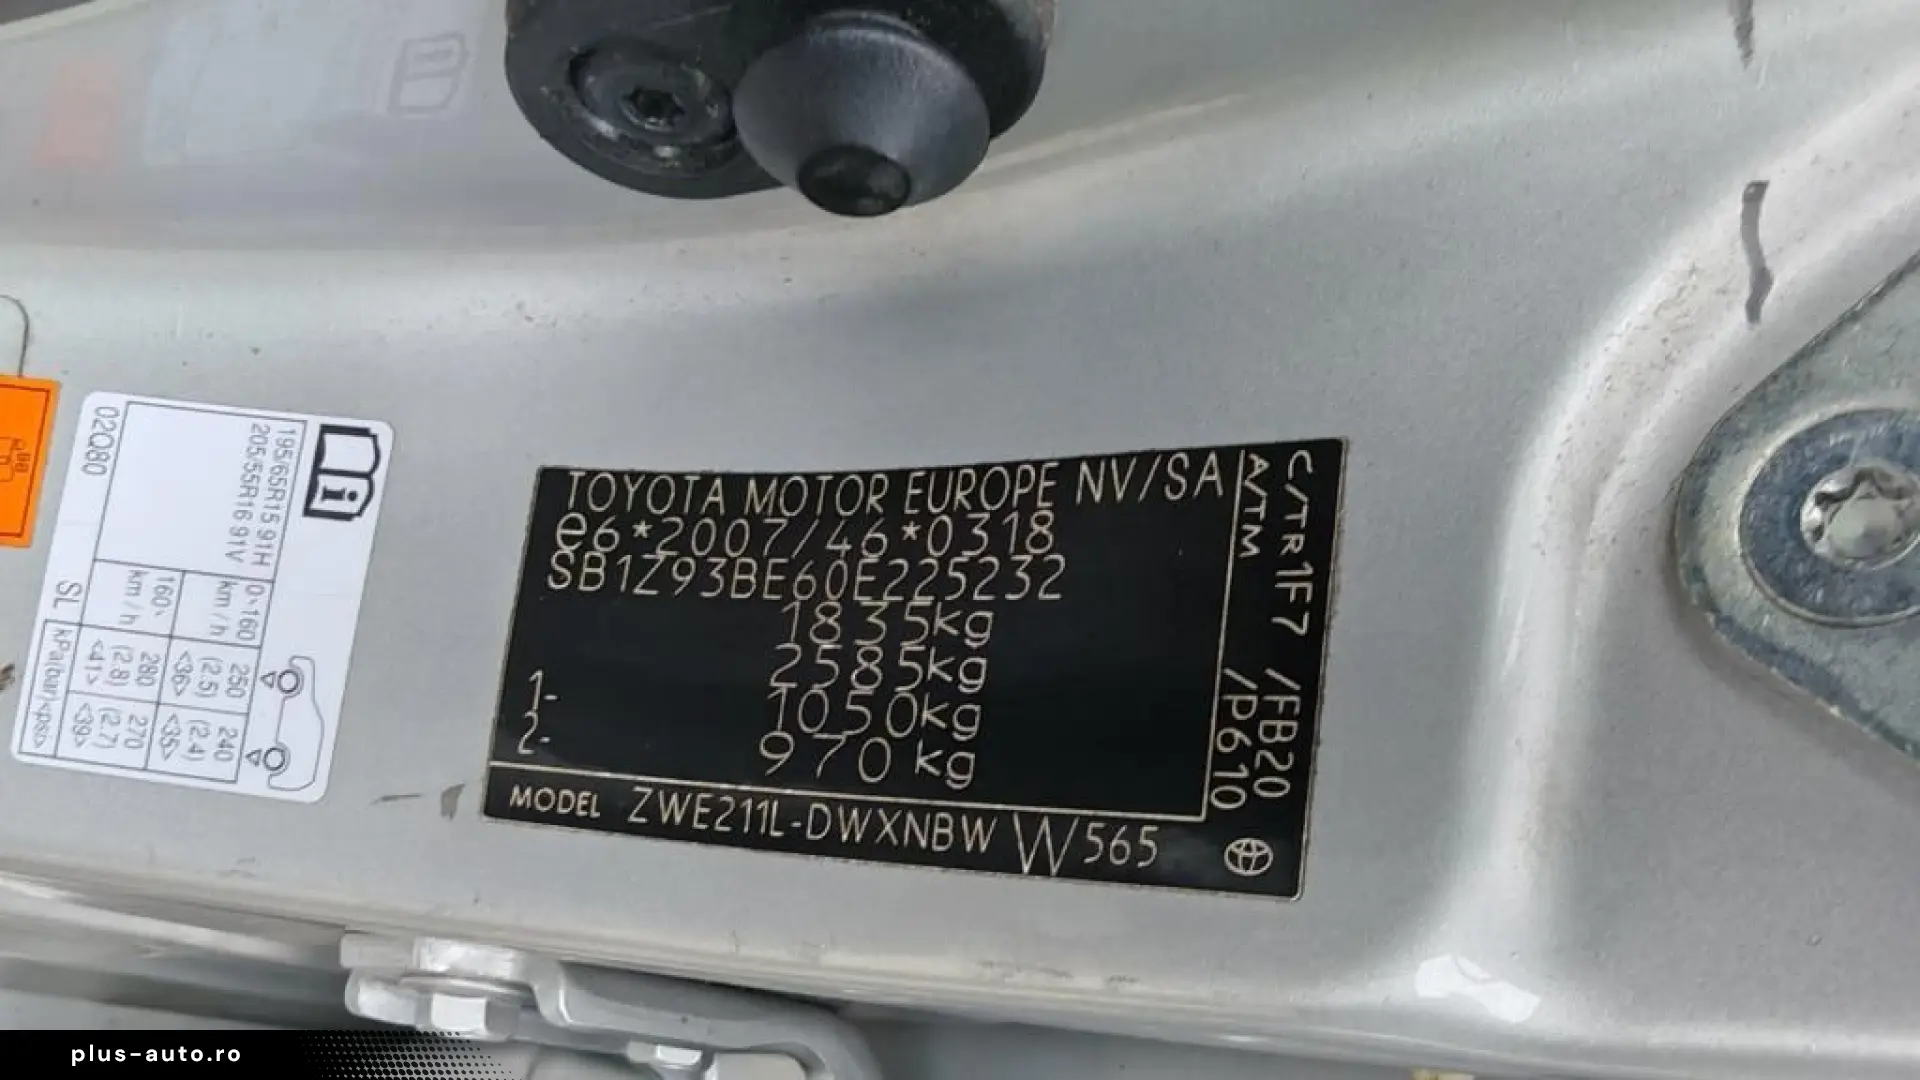 TOYOTA MOTOR EUROPE NV/SA
e6*2007/46*0318
SB1Z93BE60E225232
1835kg
2585kg
1- 1050kg
2- 970kg
MODEL ZWE211L-DWXNBW W565
C/TR 1F7 /FB20
A/TM /P610
195/65R15 91H
205/55R16 91V
0~160 km/h
250 (2.5) <36>
240 (2.4) <35>
160~ km/h
280 (2.8) <41>
270 (2.7) <39>
kPa(bar)<psi>
02Q80 SL
plus-auto.ro